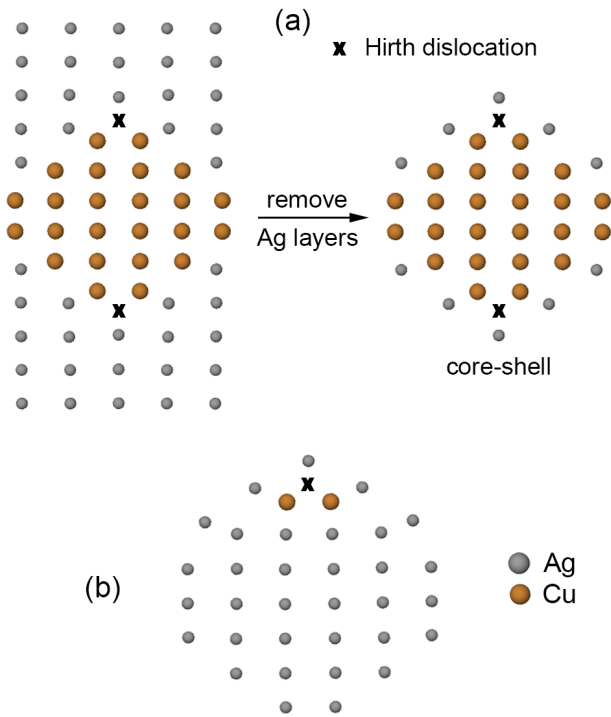 (a)
x Hirth dislocation
x
x
remove
Ag layers
x
x
core-shell
x
(b)
Ag
Cu